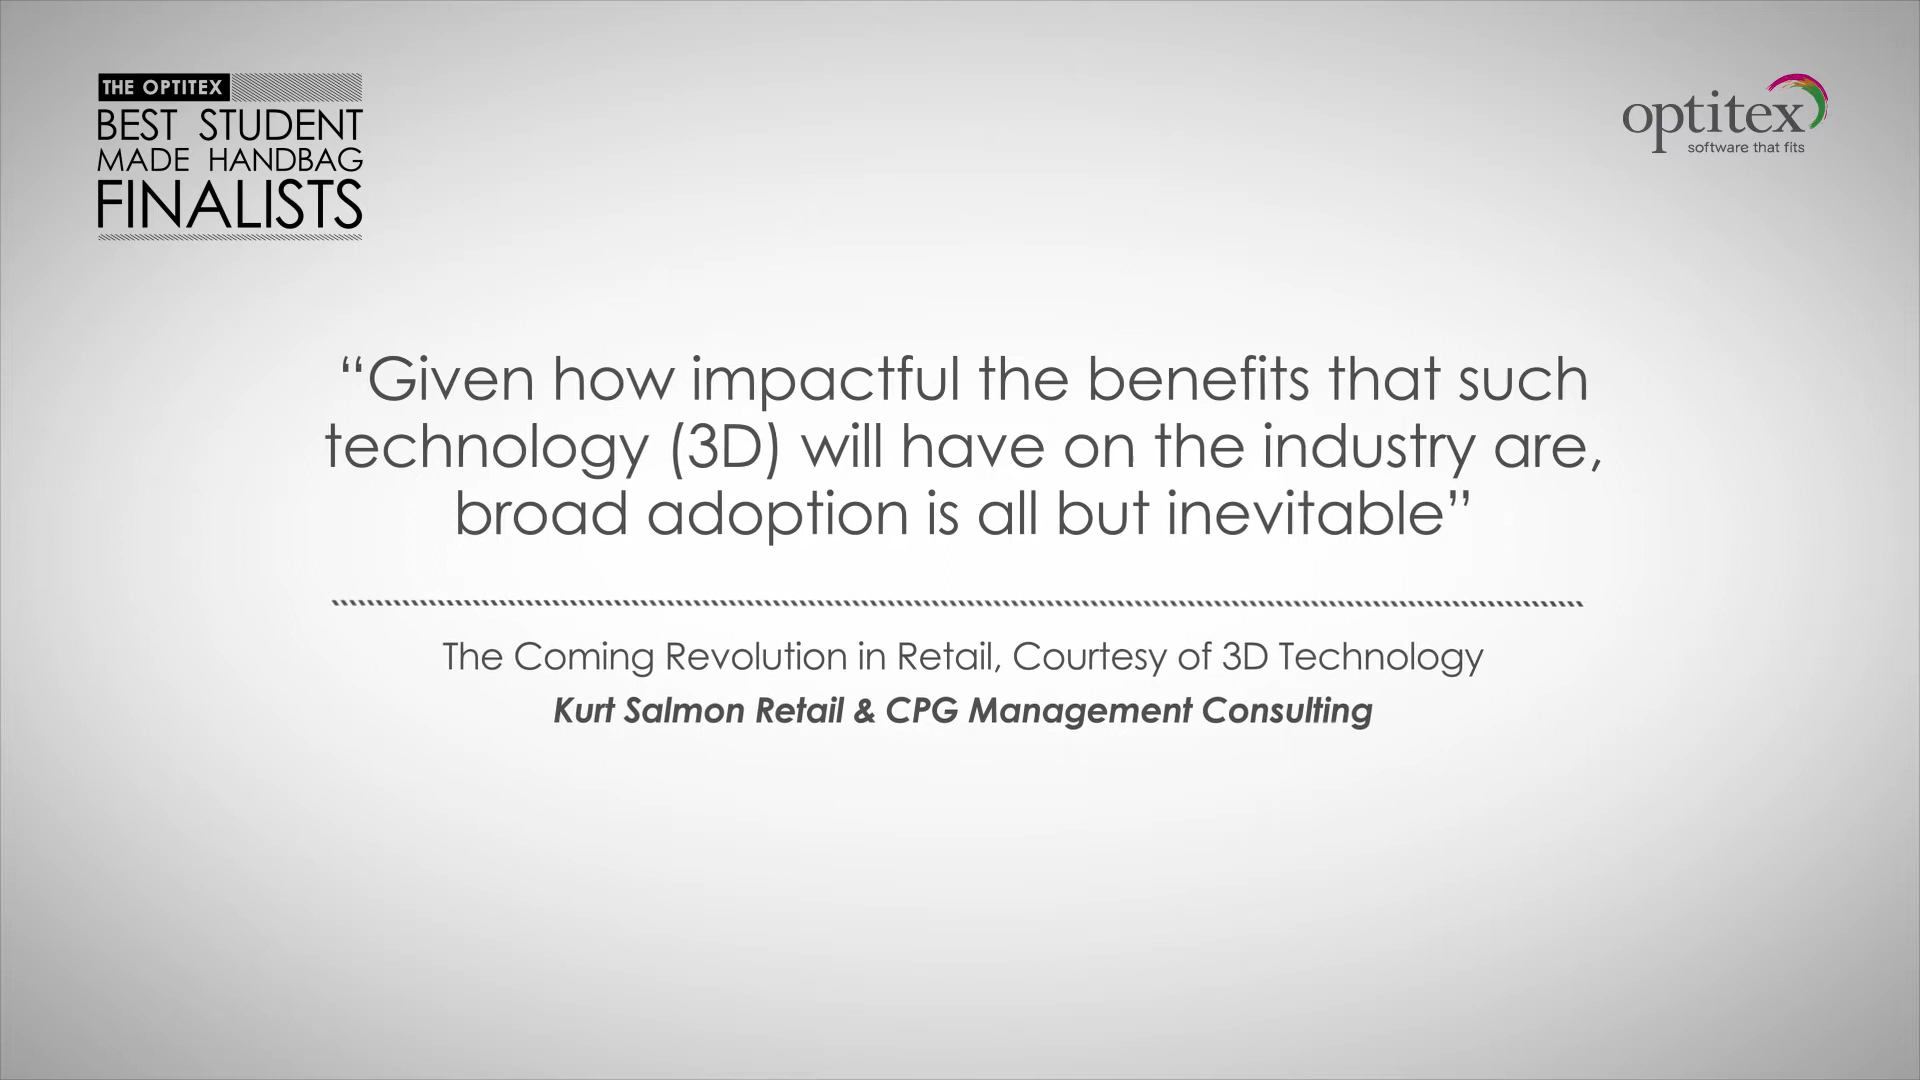 THE OPTITEX
BEST STUDENT
MADE HANDBAG
FINALISTS
optitex
software that fits
“Given how impactful the benefits that such
technology (3D) will have on the industry are,
broad adoption is all but inevitable”
The Coming Revolution in Retail, Courtesy of 3D Technology
Kurt Salmon Retail & CPG Management Consulting